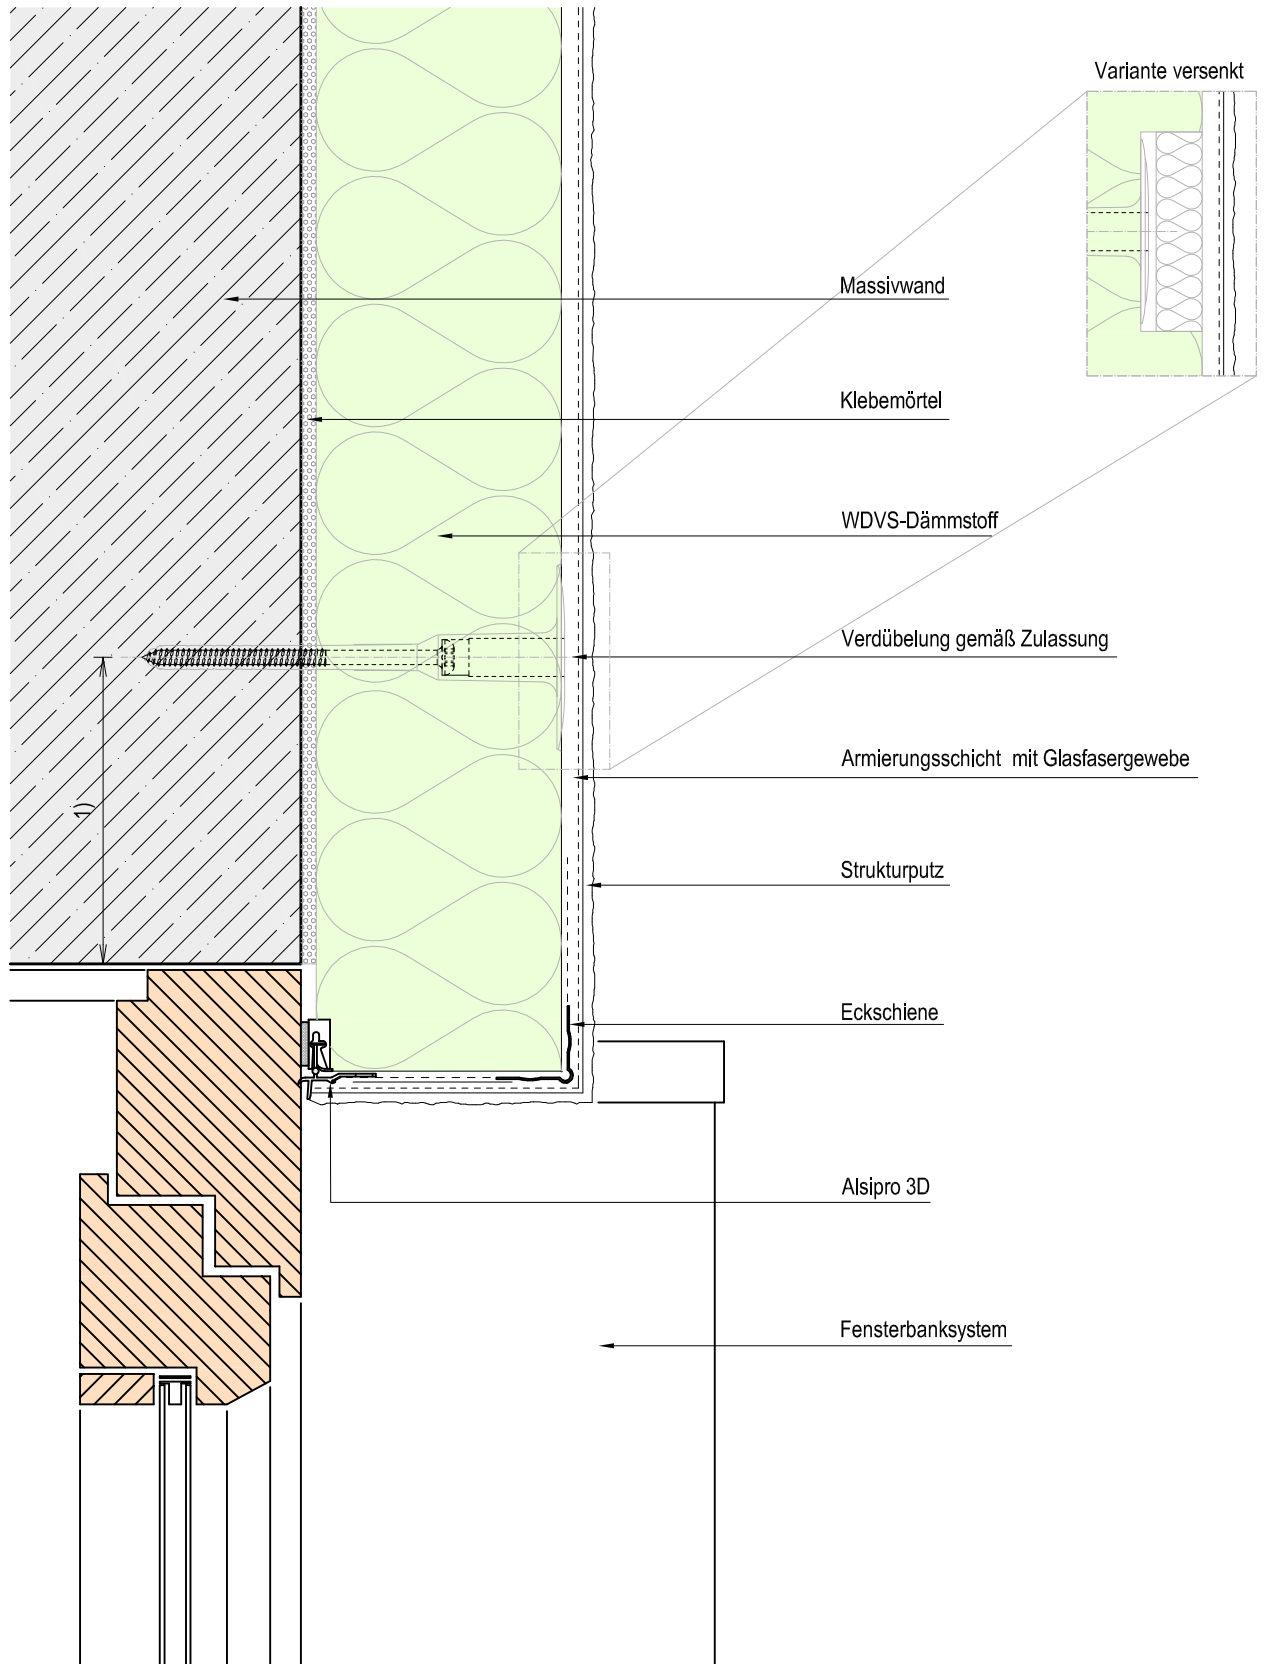 Variante versenkt
Massivwand
Klebemörtel
WDVS-Dämmstoff
Verdübelung gemäß Zulassung
Armierungsschicht mit Glasfasergewebe
1)
Strukturputz
Eckschiene
Alsipro 3D
Fensterbanksystem